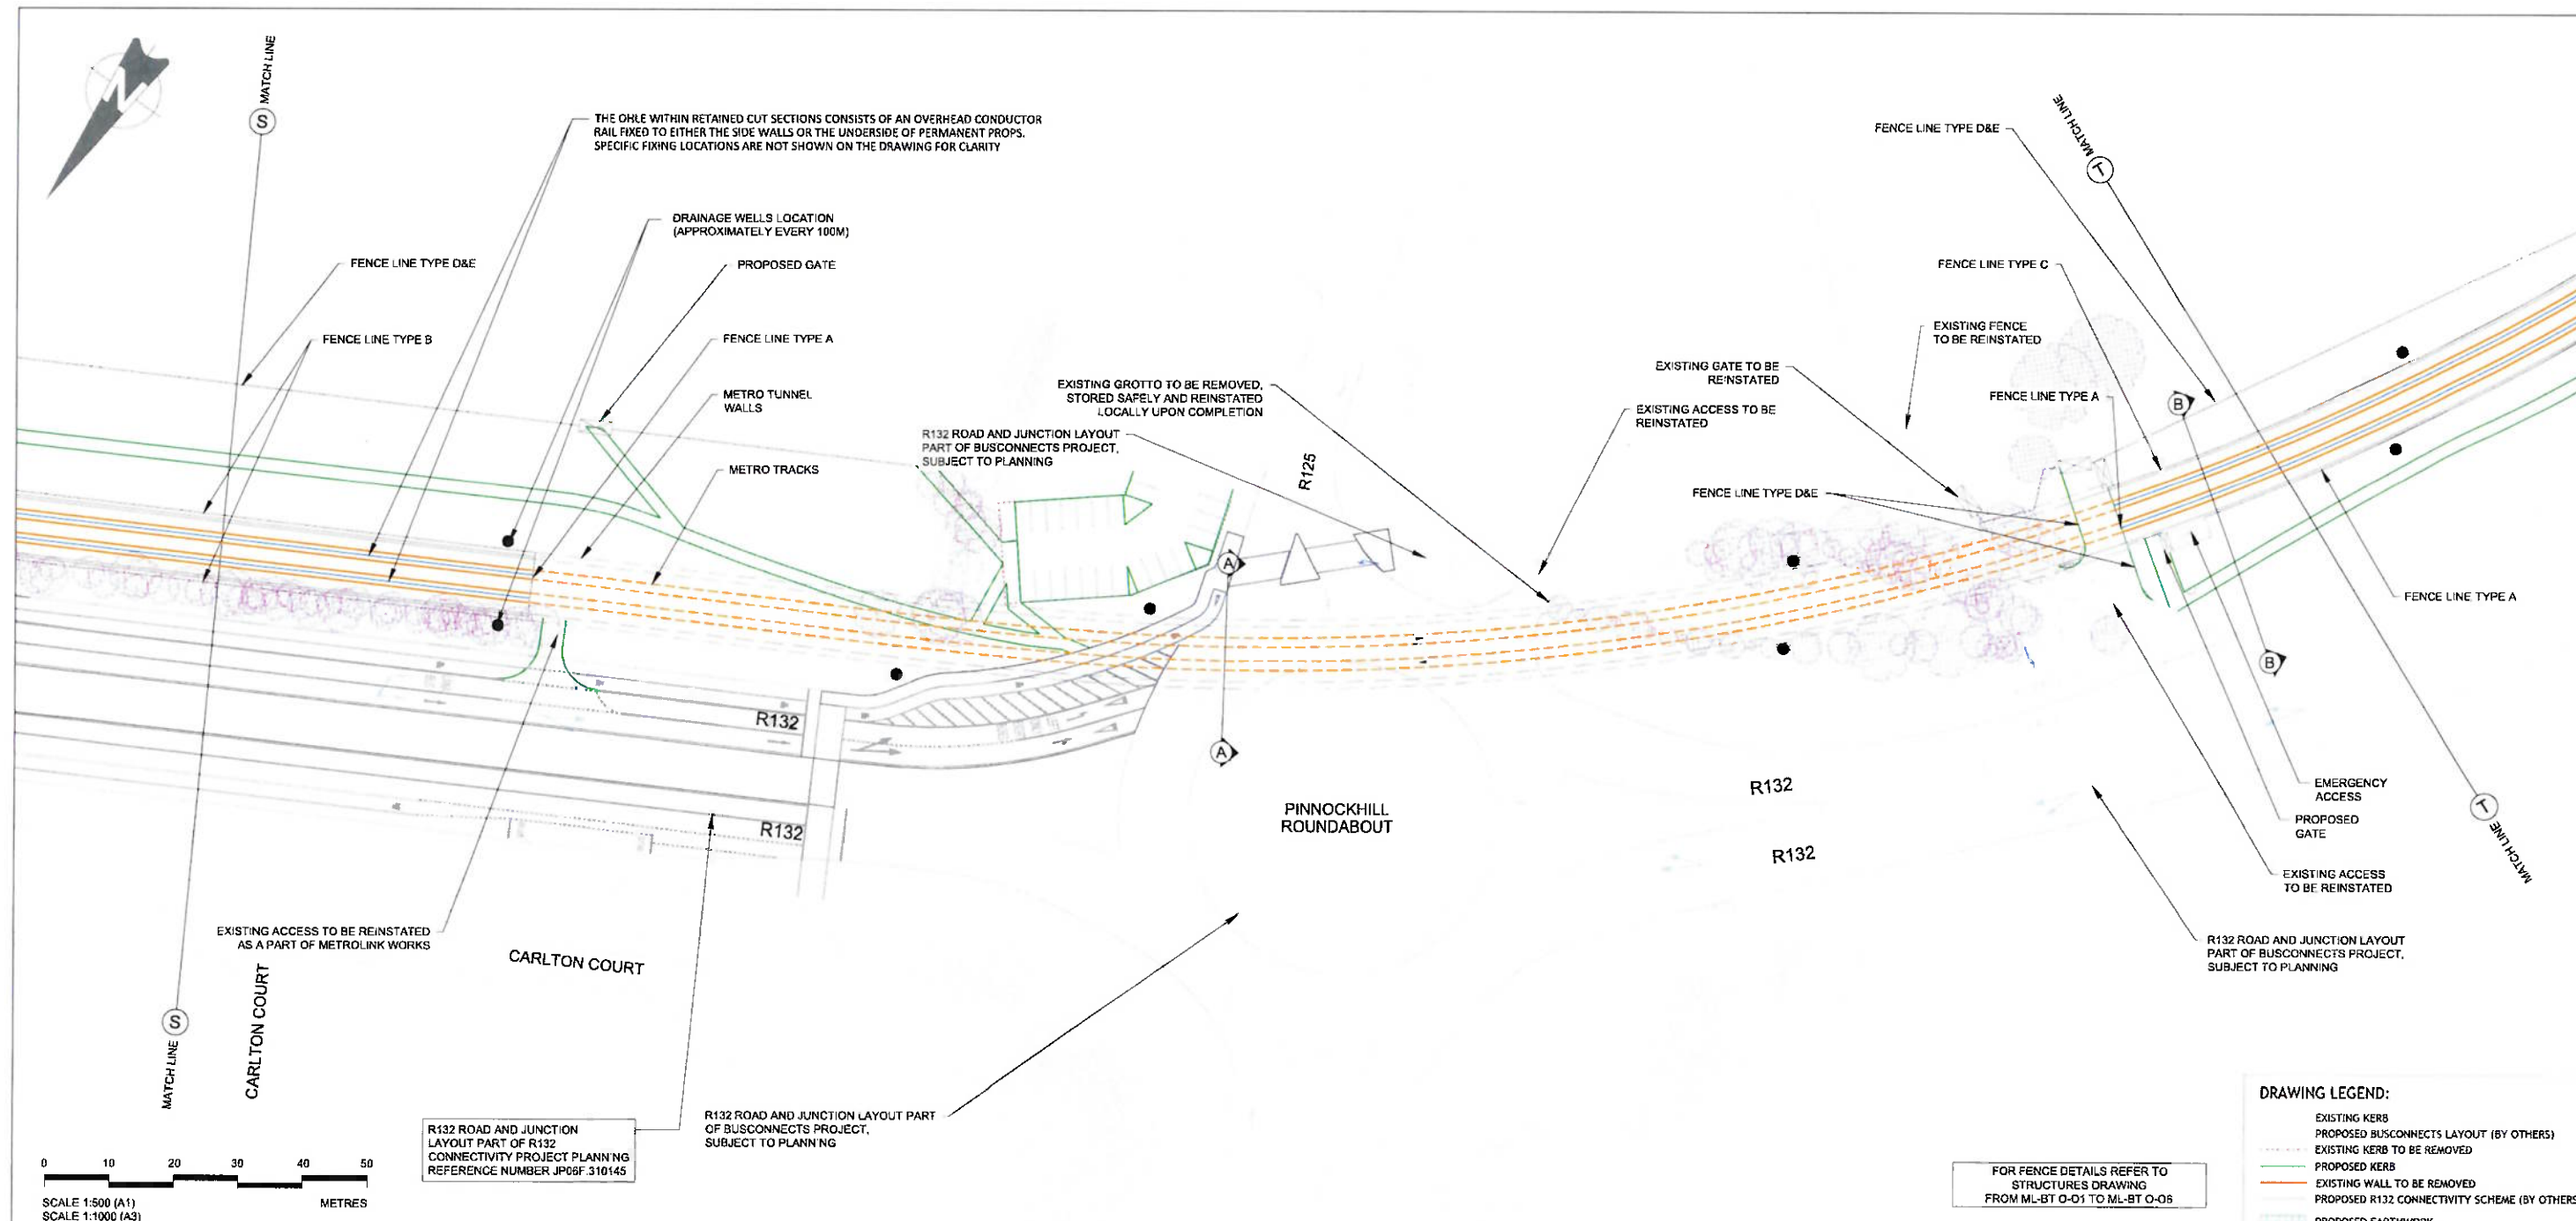 N
MATCH LINE
S
THE OHLE WITHIN RETAINED CUT SECTIONS CONSISTS OF AN OVERHEAD CONDUCTOR
RAIL FIXED TO EITHER THE SIDE WALLS OR THE UNDERSIDE OF PERMANENT PROPS.
SPECIFIC FIXING LOCATIONS ARE NOT SHOWN ON THE DRAWING FOR CLARITY
DRAINAGE WELLS LOCATION
(APPROXIMATELY EVERY 100M)
FENCE LINE TYPE D&E
PROPOSED GATE
FENCE LINE TYPE B
FENCE LINE TYPE A
METRO TUNNEL
WALLS
METRO TRACKS
EXISTING GROTTO TO BE REMOVED,
STORED SAFELY AND REINSTATED
LOCALLY UPON COMPLETION
R132 ROAD AND JUNCTION LAYOUT
PART OF BUSCONNECTS PROJECT,
SUBJECT TO PLANNING
R125
FENCE LINE TYPE D&E
MATCH LINE
T
FENCE LINE TYPE C
EXISTING FENCE
TO BE REINSTATED
EXISTING GATE TO BE
REINSTATED
FENCE LINE TYPE A
EXISTING ACCESS TO BE
REINSTATED
B
FENCE LINE TYPE D&E
A
FENCE LINE TYPE A
B
A
R132
R132
R132
R132
PINNOCKHILL
ROUNDABOUT
EMERGENCY
ACCESS
PROPOSED
GATE
T
MATCH LINE
EXISTING ACCESS
TO BE REINSTATED
EXISTING ACCESS TO BE REINSTATED
AS A PART OF METROLINK WORKS
CARLTON COURT
CARLTON COURT
R132 ROAD AND JUNCTION LAYOUT
PART OF BUSCONNECTS PROJECT,
SUBJECT TO PLANNING
S
MATCH LINE
R132 ROAD AND JUNCTION
LAYOUT PART OF R132
CONNECTIVITY PROJECT PLANNING
REFERENCE NUMBER JP06F.310145
R132 ROAD AND JUNCTION LAYOUT PART
OF BUSCONNECTS PROJECT,
SUBJECT TO PLANNING
0 10 20 30 40 50
SCALE 1:500 (A1) METRES
SCALE 1:1000 (A3)
FOR FENCE DETAILS REFER TO
STRUCTURES DRAWING
FROM ML-BT O-O1 TO ML-BT O-O6
DRAWING LEGEND:
EXISTING KERB
PROPOSED BUSCONNECTS LAYOUT (BY OTHERS)
EXISTING KERB TO BE REMOVED
PROPOSED KERB
EXISTING WALL TO BE REMOVED
PROPOSED R132 CONNECTIVITY SCHEME (BY OTHERS
PROPOSED EARTHWORK